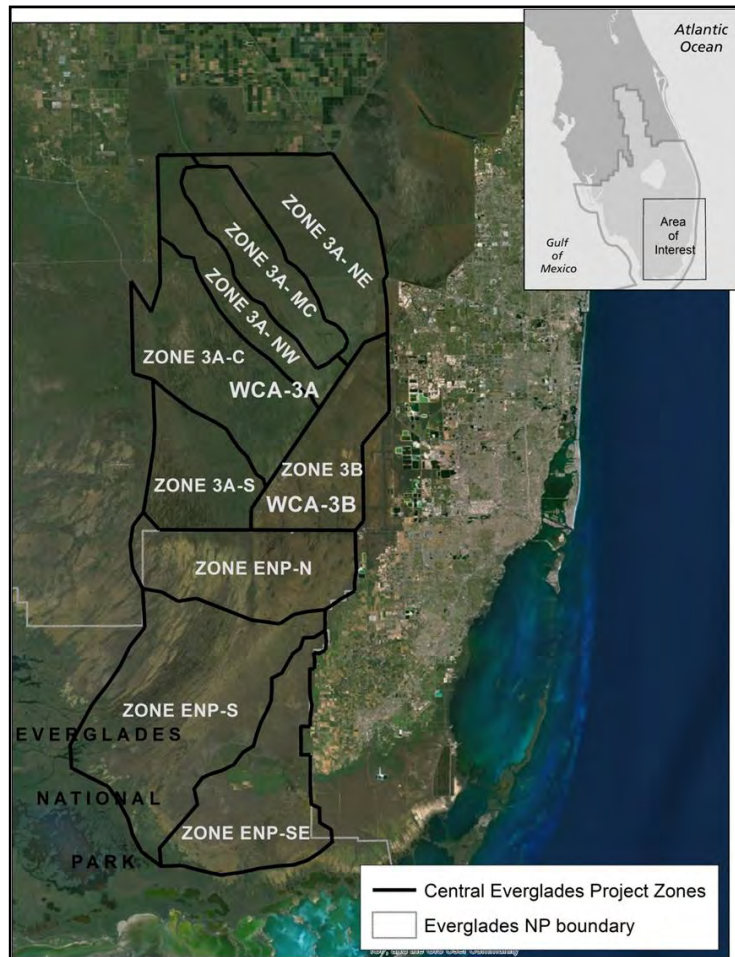 Atlantic
Ocean
Area
of
Interest
Gulf
of
Mexico
ZONE 3A- NE
ZONE 3A- MC
ZONE 3A- NW
ZONE 3A-C
WCA-3A
ZONE 3B
ZONE 3A-S
WCA-3B
ZONE ENP-N
ZONE ENP-S
EVERGLADES
NATIONAL
ZONE ENP-SE
PARK
Central Everglades Project Zones
Everglades NP boundary